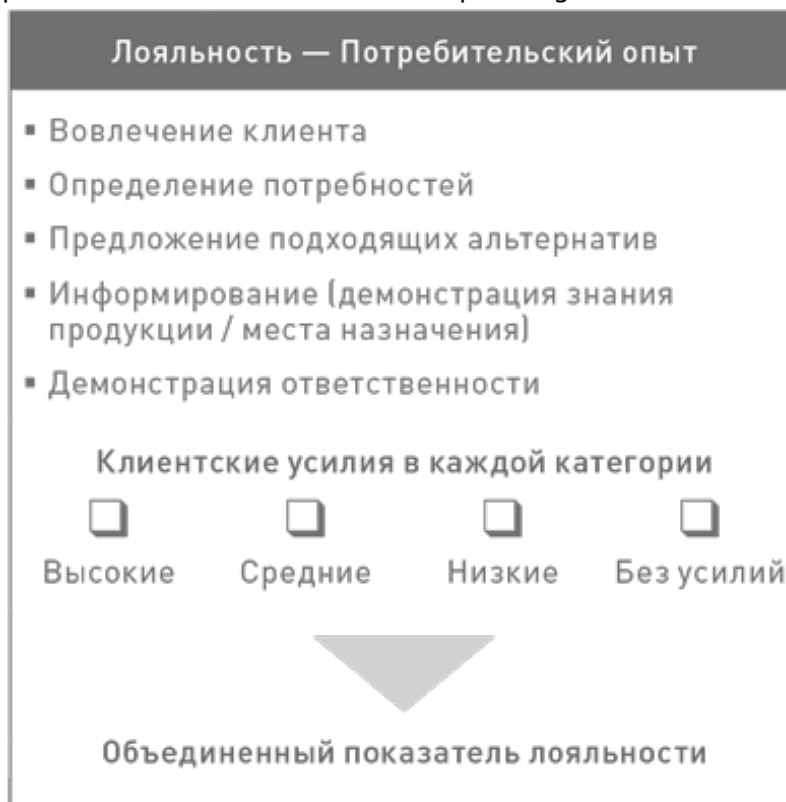 Лояльность — Потребительский опыт
▪ Вовлечение клиента
▪ Определение потребностей
▪ Предложение подходящих альтернатив
▪ Информирование (демонстрация знания
продукции / места назначения)
▪ Демонстрация ответственности
Клиентские усилия в каждой категории
Высокие Средние Низкие Без усилий
Объединенный показатель лояльности